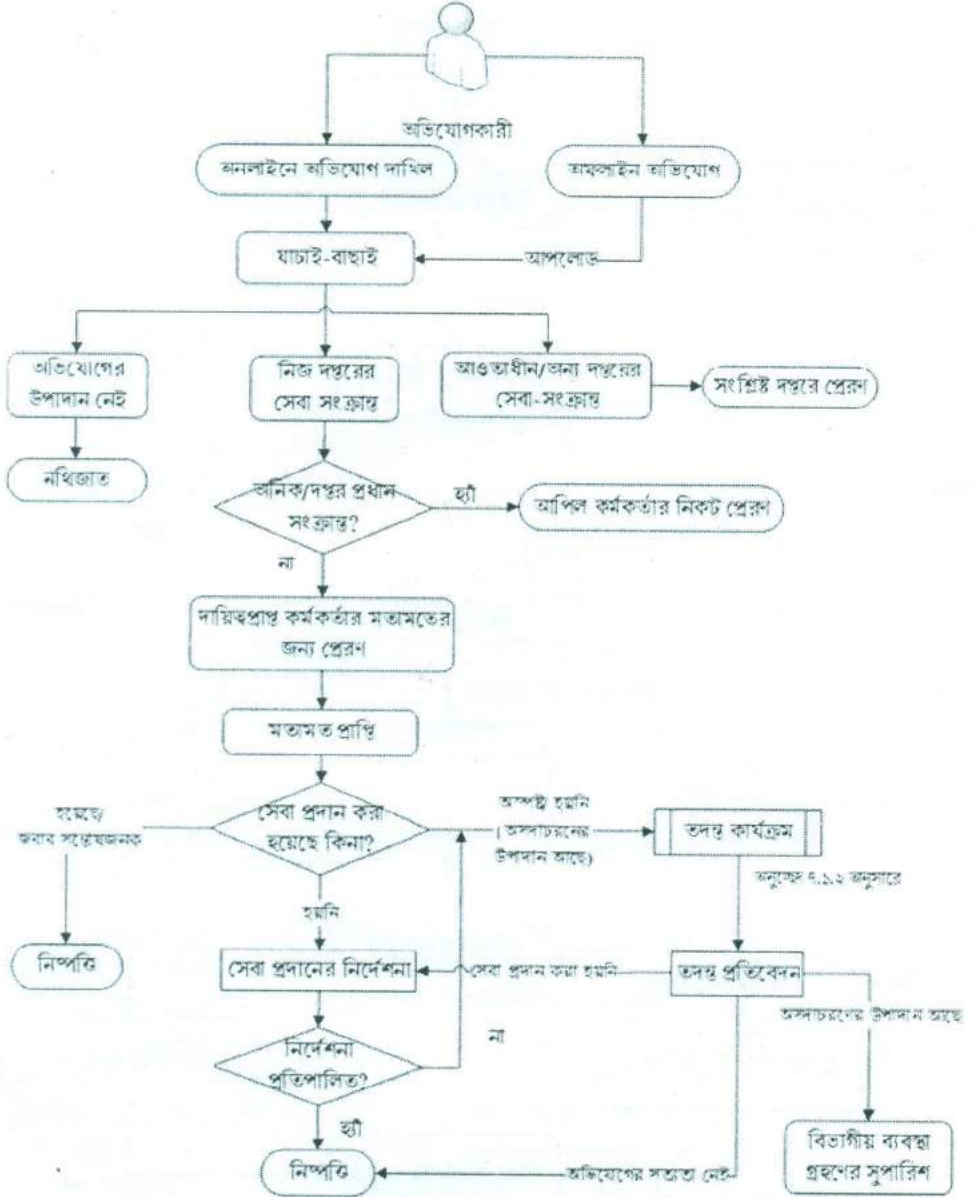 অভিযোগকারী
অনলাইনে অভিযোগ দাখিল
অফলাইন অভিযোগ
যাচাই-বাছাই
আপলোড
অভিযোগের
উপাদান নেই
নিজ দপ্তরের
সেবা সংক্রান্ত
আওতাধীন/অন্য দপ্তরের
সেবা-সংক্রান্ত
সংশ্লিষ্ট দপ্তরে প্রেরণ
নথিজাত
অনিক/দপ্তর প্রধান
সংক্রান্ত?
হ্যাঁ
আপিল কর্মকর্তার নিকট প্রেরণ
না
দায়িত্বপ্রাপ্ত কর্মকর্তার মতামতের
জন্য প্রেরণ
মতামত প্রাপ্তি
হয়েছে/
জবাব সন্তোষজনক
সেবা প্রদান করা
হয়েছে কিনা?
অস্পষ্ট/ হয়নি
( অসদাচরনের
উপাদান আছে)
তদন্ত কার্যক্রম
অনুচ্ছেদ ৭.১.২ অনুসারে
হয়নি
নিষ্পত্তি
সেবা প্রদানের নির্দেশনা
সেবা প্রদান করা হয়নি
তদন্ত প্রতিবেদন
অসদাচরণের উপাদান আছে
নির্দেশনা
প্রতিপালিত?
না
হ্যাঁ
নিষ্পত্তি
অভিযোগের সত্যতা নেই
বিভাগীয় ব্যবস্থা
গ্রহণের সুপারিশ